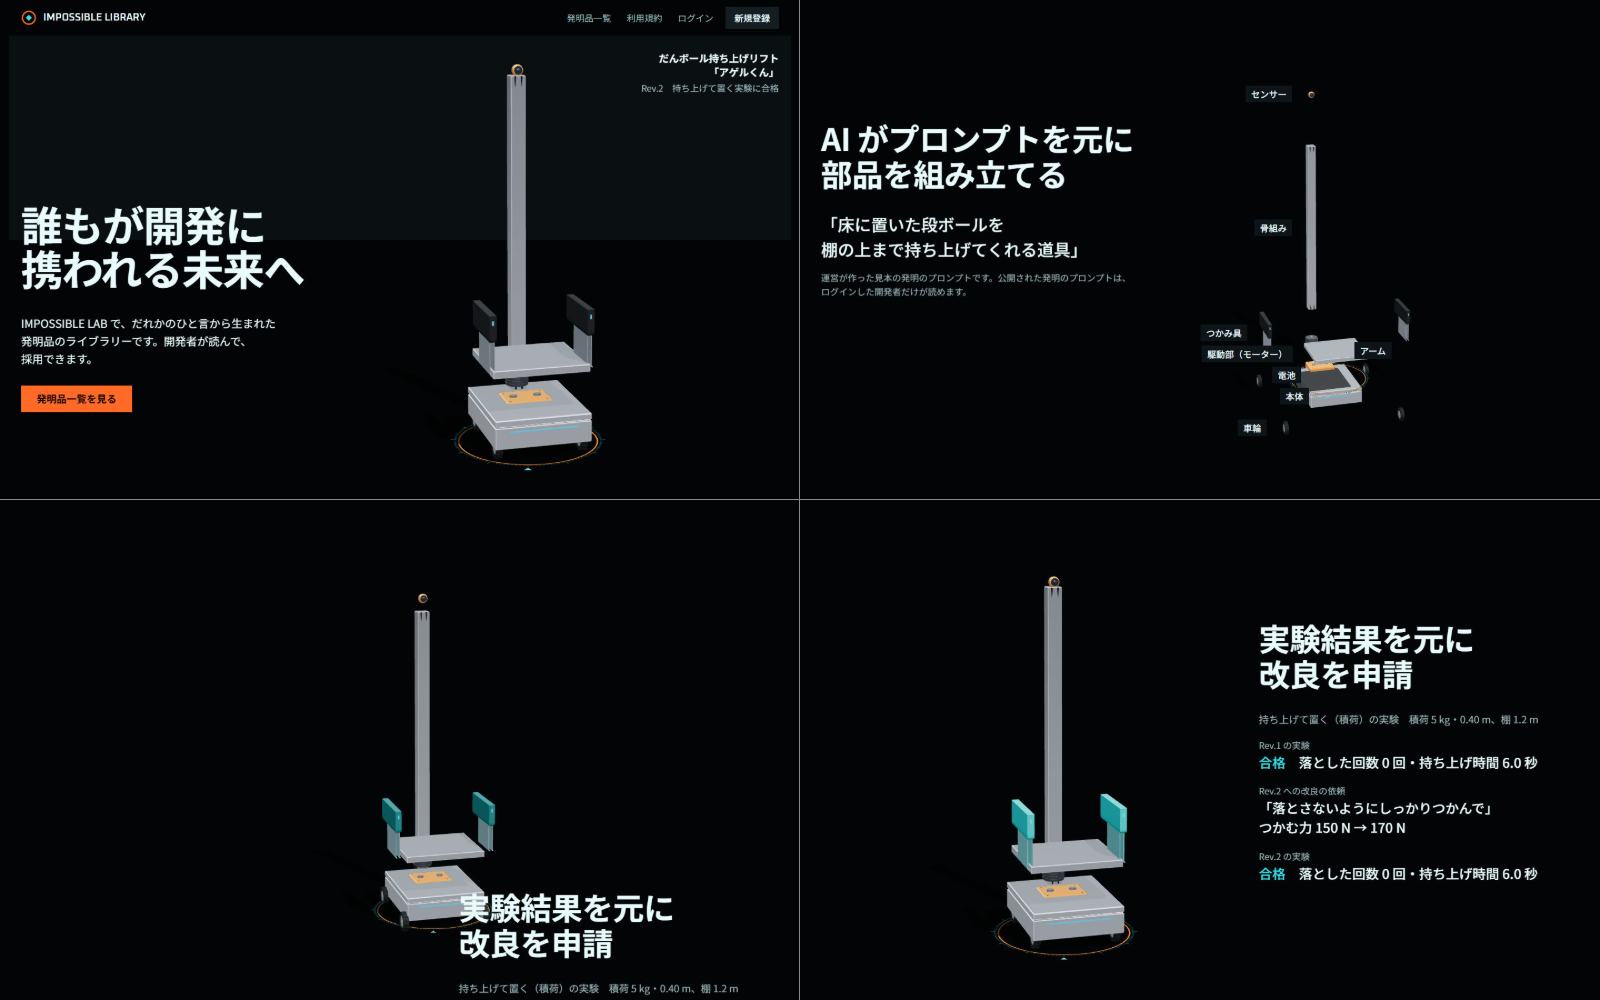 IMPOSSIBLE LIBRARY
発明品一覧
利用規約
ログイン
新規登録
だんボール持ち上げリフト
「アゲルくん」
Rev.2 持ち上げて置く実験に合格
誰もが開発に
携われる未来へ
IMPOSSIBLE LAB で、だれかのひと言から生まれた
発明品のライブラリーです。開発者が読んで、
採用できます。
発明品一覧を見る
AI がプロンプトを元に
部品を組み立てる
「床に置いた段ボールを
棚の上まで持ち上げてくれる道具」
運営が作った見本の発明のプロンプトです。公開された発明のプロンプトは、
ログインした開発者だけが読めます。
センサー
骨組み
つかみ具
駆動部（モーター）
アーム
電池
本体
車輪
実験結果を元に
改良を申請
持ち上げて置く（積荷）の実験 積荷 5 kg・0.40 m、棚 1.2 m
実験結果を元に
改良を申請
持ち上げて置く（積荷）の実験 積荷 5 kg・0.40 m、棚 1.2 m
Rev.1 の実験
合格 落とした回数 0 回・持ち上げ時間 6.0 秒
Rev.2 への改良の依頼
「落とさないようにしっかりつかんで」
つかむ力 150 N → 170 N
Rev.2 の実験
合格 落とした回数 0 回・持ち上げ時間 6.0 秒